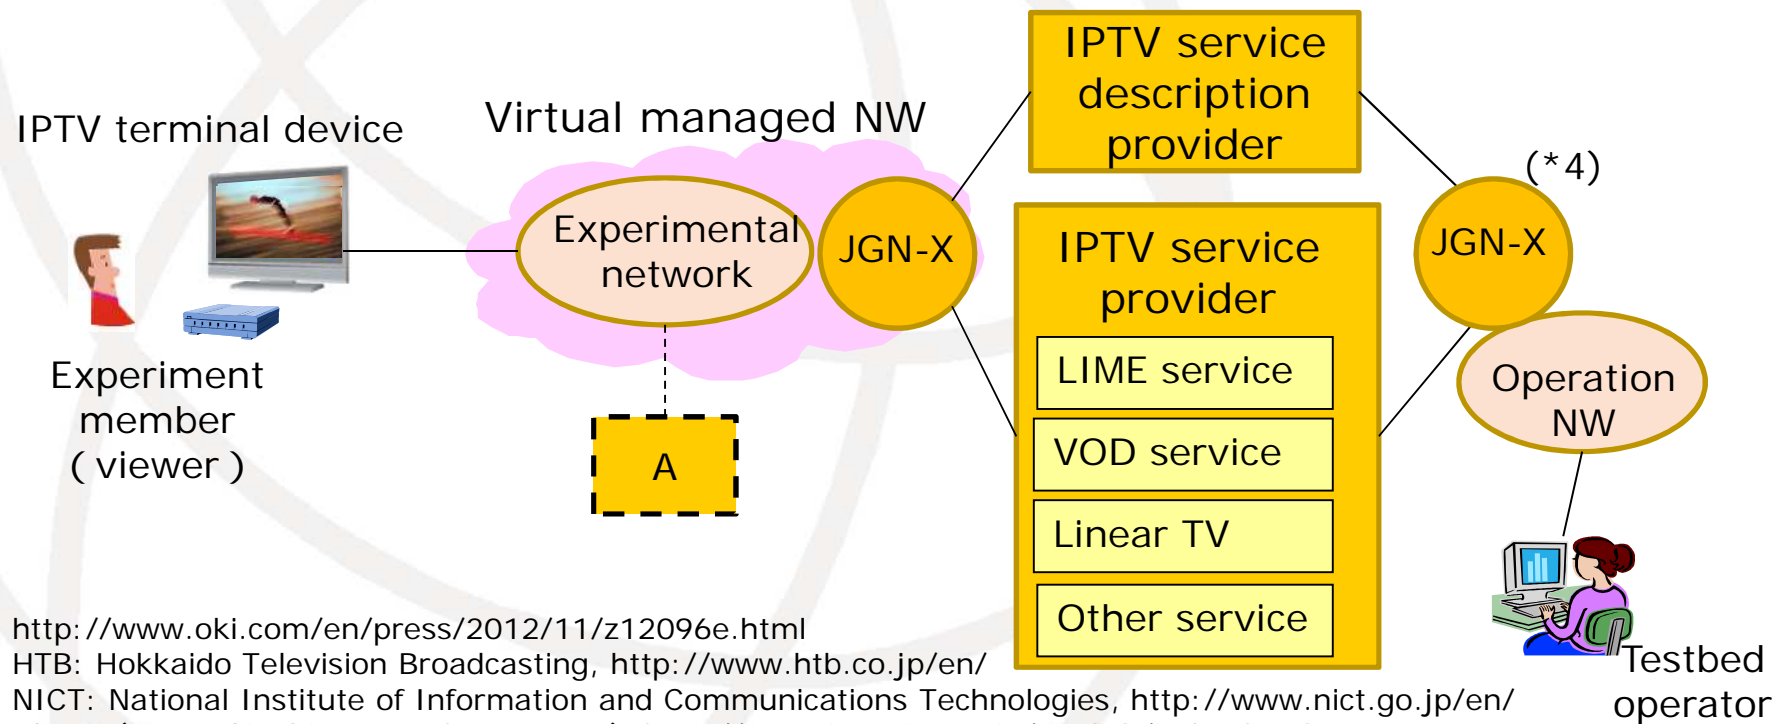 IPTV service
description
provider
Virtual managed NW
IPTV terminal device
(*4)
Experimental
network
JGN-X
JGN-X
IPTV service
provider
LIME service
VOD service
Linear TV
Other service
Experiment
member
( viewer )
A
Operation
NW
http://www.oki.com/en/press/2012/11/z12096e.html
HTB: Hokkaido Television Broadcasting, http://www.htb.co.jp/en/
NICT: National Institute of Information and Communications Technologies, http://www.nict.go.jp/en/
Testbed
operator